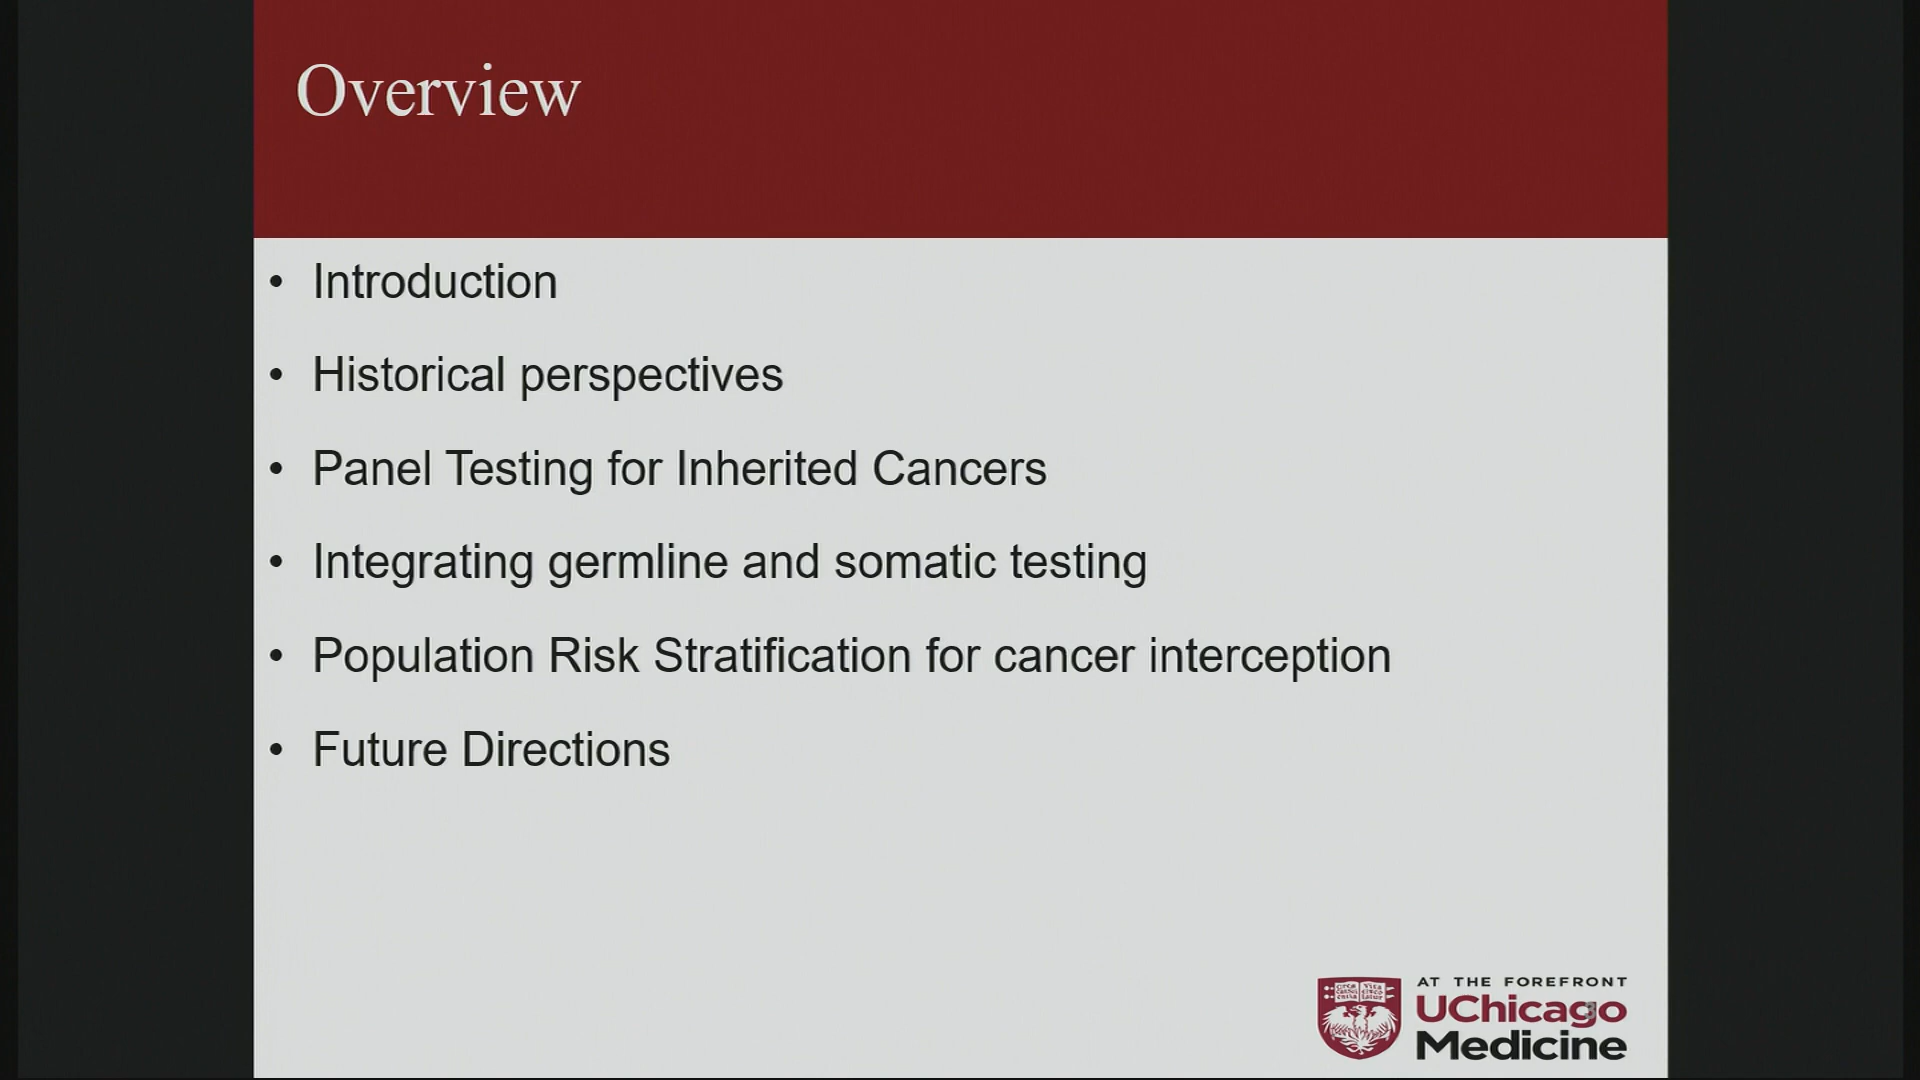 Overview
• Introduction
• Historical perspectives
• Panel Testing for Inherited Cancers
• Integrating germline and somatic testing
• Population Risk Stratification for cancer interception
• Future Directions
AT THE FOREFRONT
UChicago
Medicine